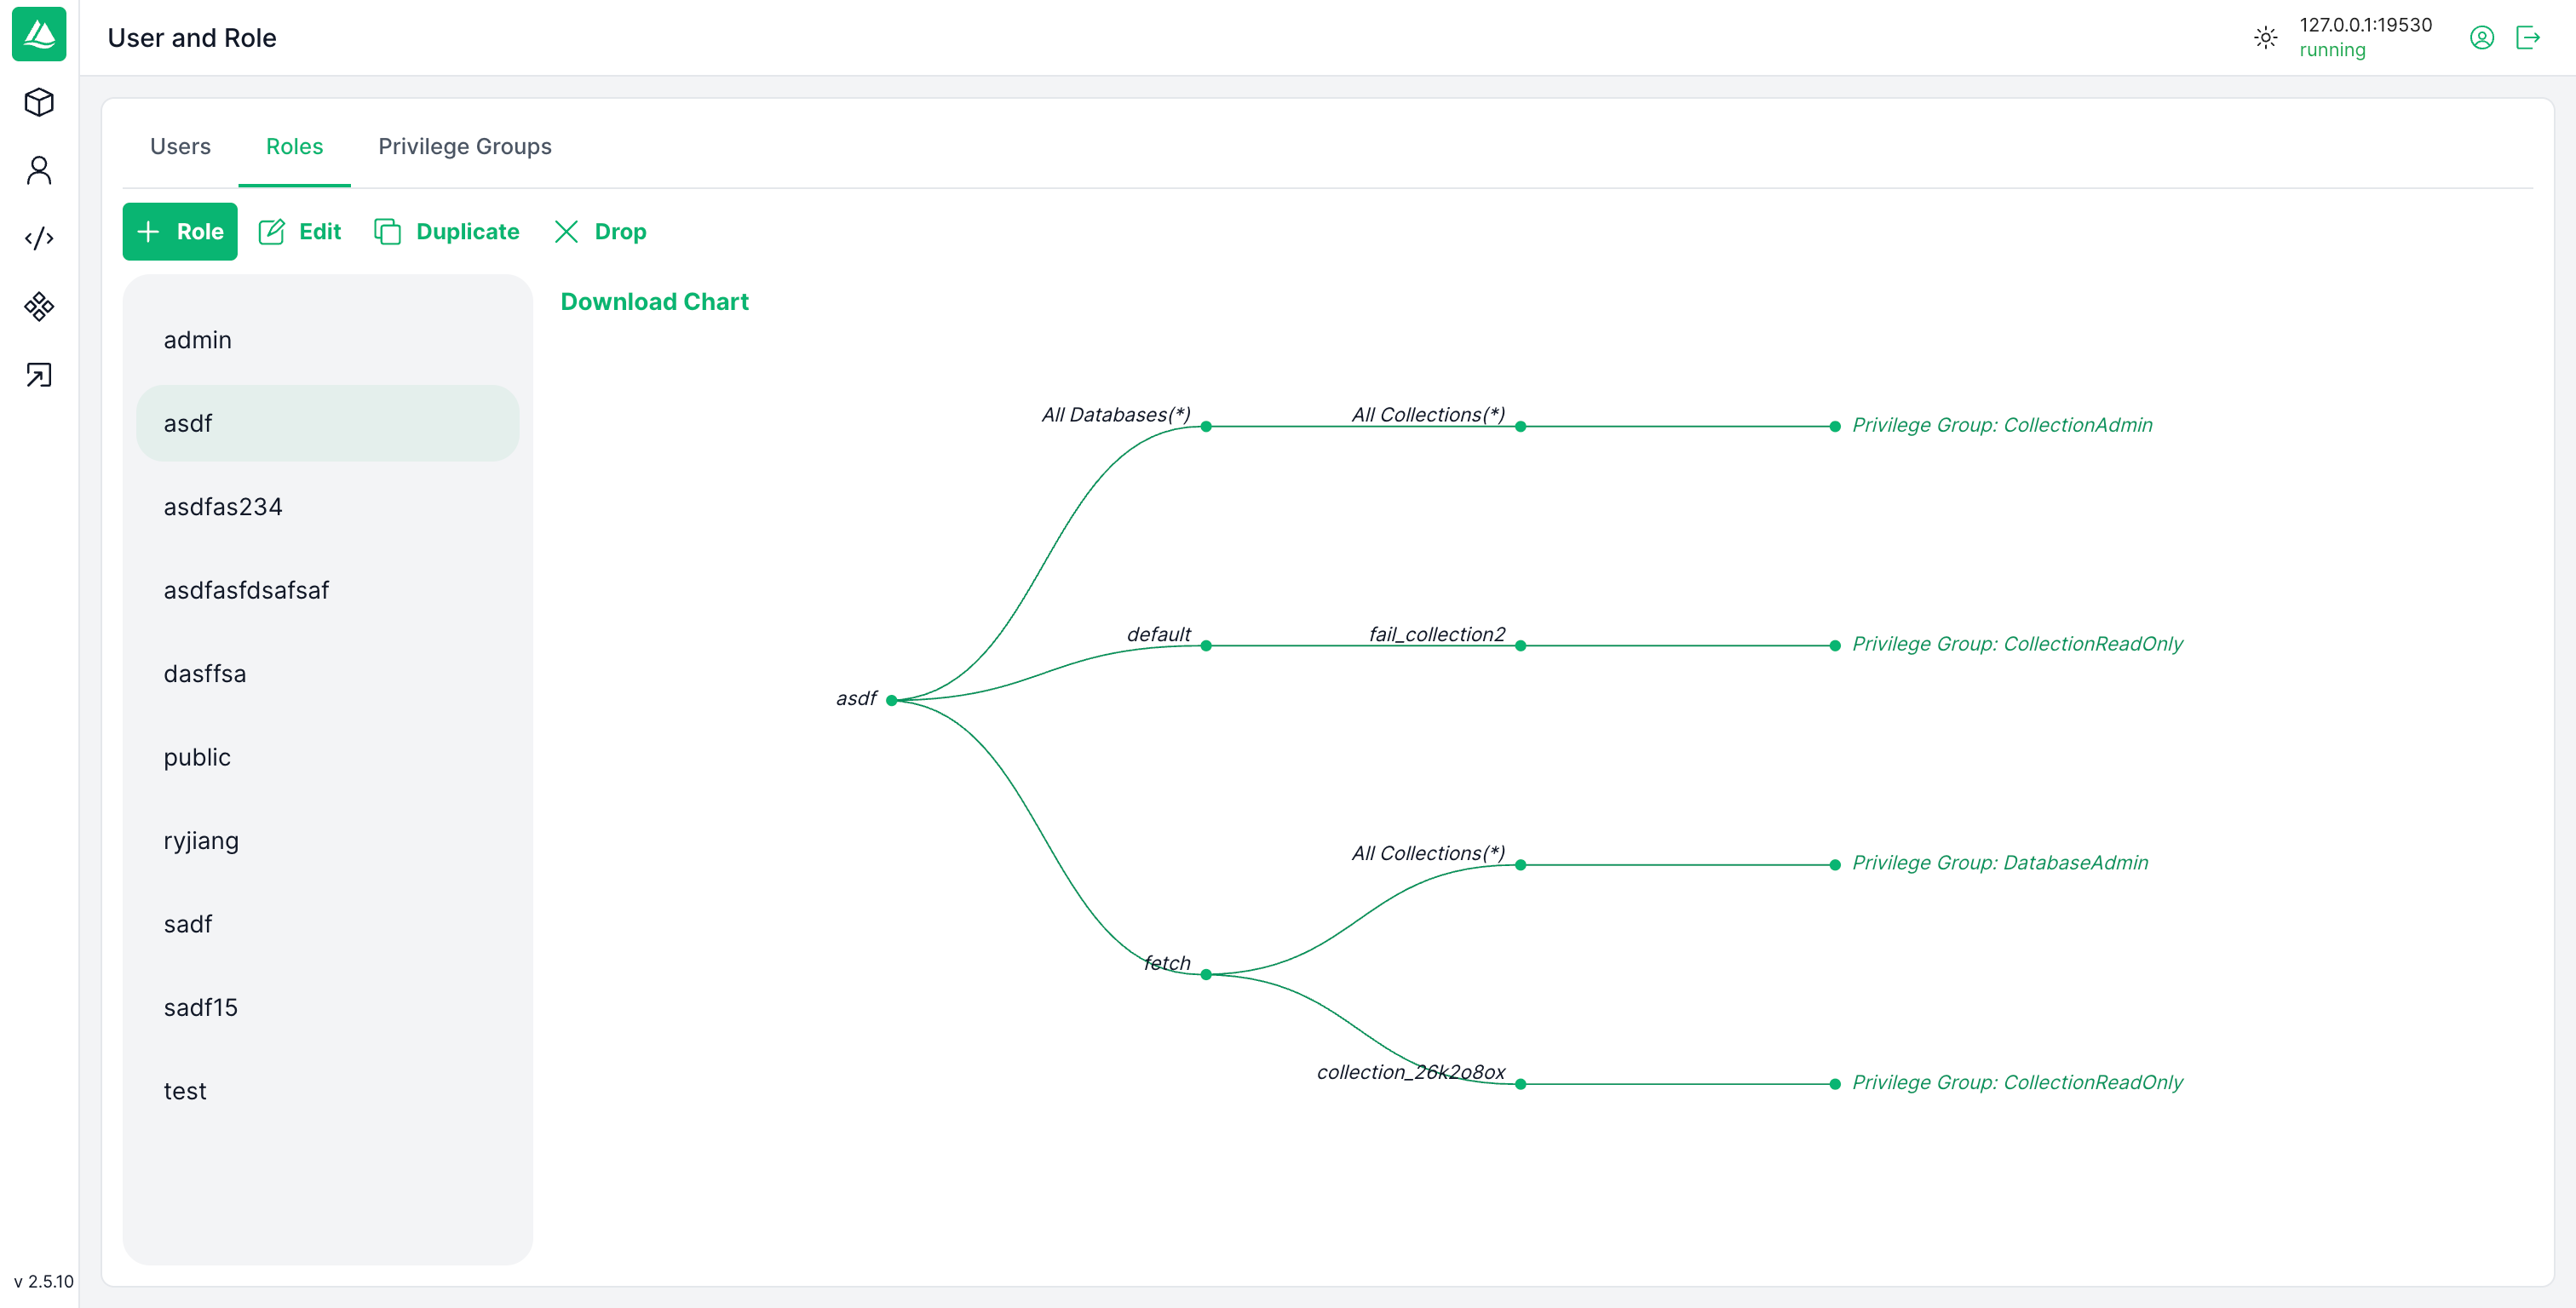 User and Role
127.0.0.1:19530
running
Users
Roles
Privilege Groups
Role
Edit
Duplicate
Drop
admin
asdf
asdfas234
asdfasfdsafsaf
dasffsa
public
ryjiang
sadf
sadf15
test
Download Chart
All Databases(*)
All Collections(*)
Privilege Group: CollectionAdmin
default
fail_collection2
Privilege Group: CollectionReadOnly
asdf
All Collections(*)
Privilege Group: DatabaseAdmin
fetch
collection_26k2o8ox
Privilege Group: CollectionReadOnly
v 2.5.10